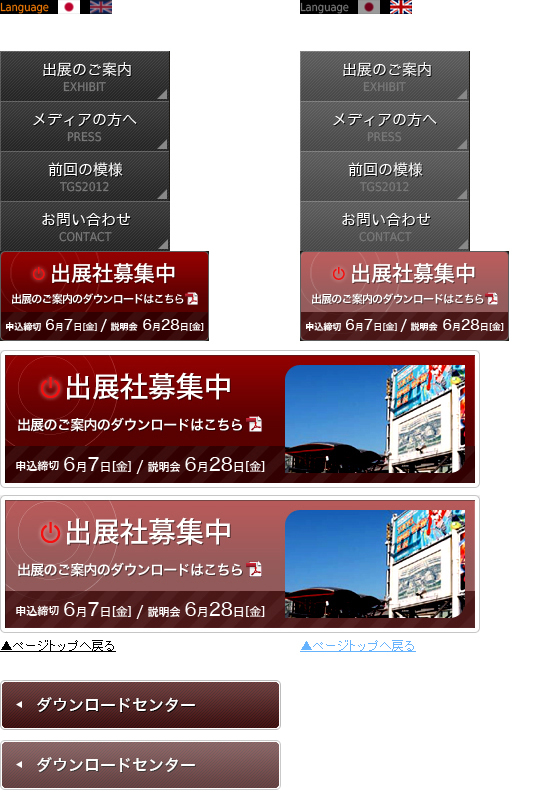 Language
Language
出展のご案内
EXHIBIT
メディアの方へ
PRESS
前回の模様
TGS2012
お問い合わせ
CONTACT
出展のご案内
EXHIBIT
メディアの方へ
PRESS
前回の模様
TGS2012
お問い合わせ
CONTACT
出展社募集中
出展のご案内のダウンロードはこちら
申込締切 6月7日[金] / 説明会 6月28日[金]
出展社募集中
出展のご案内のダウンロードはこちら
申込締切 6月7日[金] / 説明会 6月28日[金]
出展社募集中
出展のご案内のダウンロードはこちら
申込締切 6月7日[金] / 説明会 6月28日[金]
出展社募集中
出展のご案内のダウンロードはこちら
申込締切 6月7日[金] / 説明会 6月28日[金]
▲ページトップへ戻る
▲ページトップへ戻る
ダウンロードセンター
ダウンロードセンター